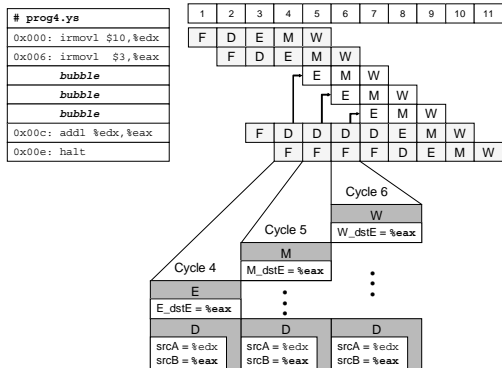 # prog4.ys
0x000: irmovl $10,%edx
0x006: irmovl $3,%eax
bubble
bubble
bubble
0x00c: addl %edx,%eax
0x00e: halt
1 2 3 4 5 6 7 8 9 10 11
F D E M W
F D E M W
E M W
E M W
E M W
F D D D D E M W
F F F F D E M W
Cycle 6
W
W_dstE = %eax
Cycle 5
M
M_dstE = %eax
Cycle 4
E
E_dstE = %eax
D D D
srcA = %edx srcA = %edx srcA = %edx
srcB = %eax srcB = %eax srcB = %eax